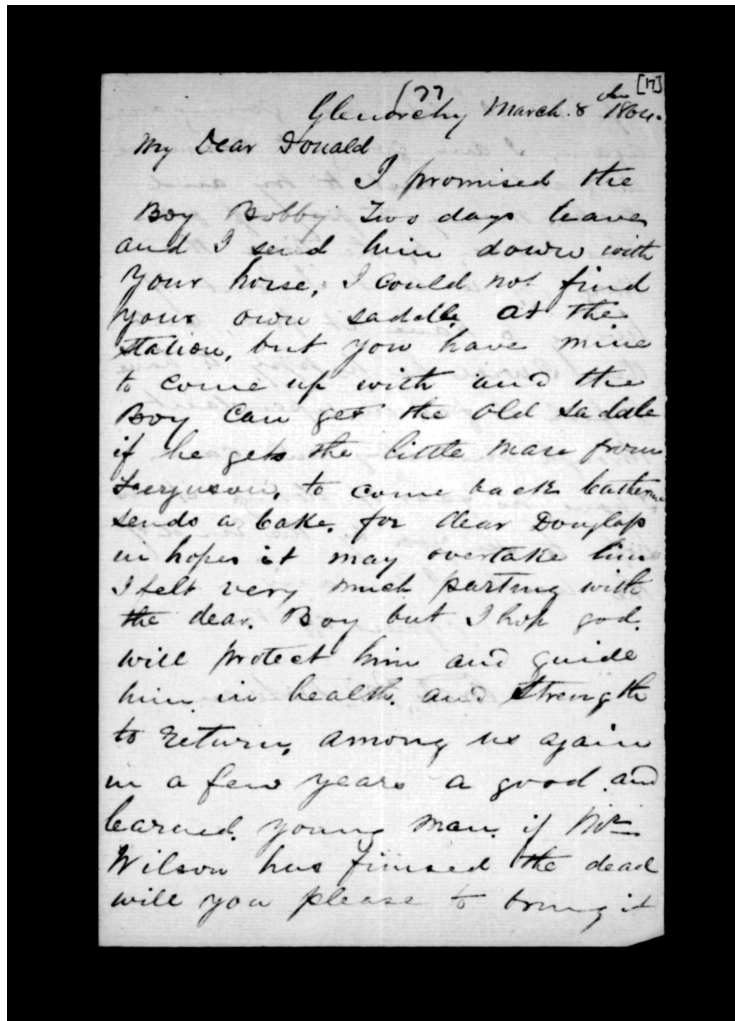 [17]
(77
Glenorchy March 8th 1864.
My Dear Donald
I promised the
Boy Bobby Two days leave
and I send him down with
your horse, I could not find
your own saddle at the
station, but you have mine
to come up with and the
Boy can get the old saddle
if he gets the little mare from
Ferguson, to come back Catherine
sends a cake, for dear Douglass
in hopes it may overtake him
I felt very much parting with
the dear. Boy but I hop god.
will protect him and guide
him in health. and strength
to return, among us again
in a few years a good. and
learned. young man. if Mr
Wilson has finised the dead
will you please to bring it